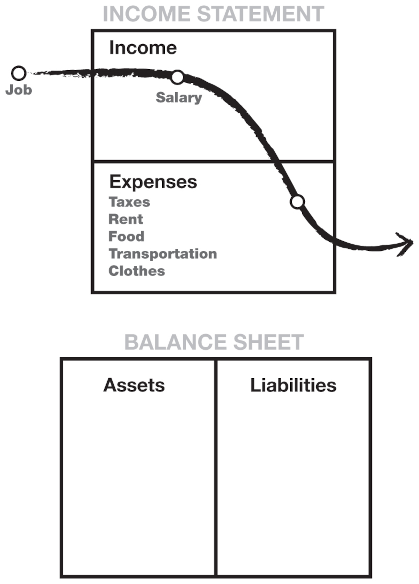 INCOME STATEMENT
Income
Job
Salary
Expenses
Taxes
Rent
Food
Transportation
Clothes
BALANCE SHEET
Assets
Liabilities